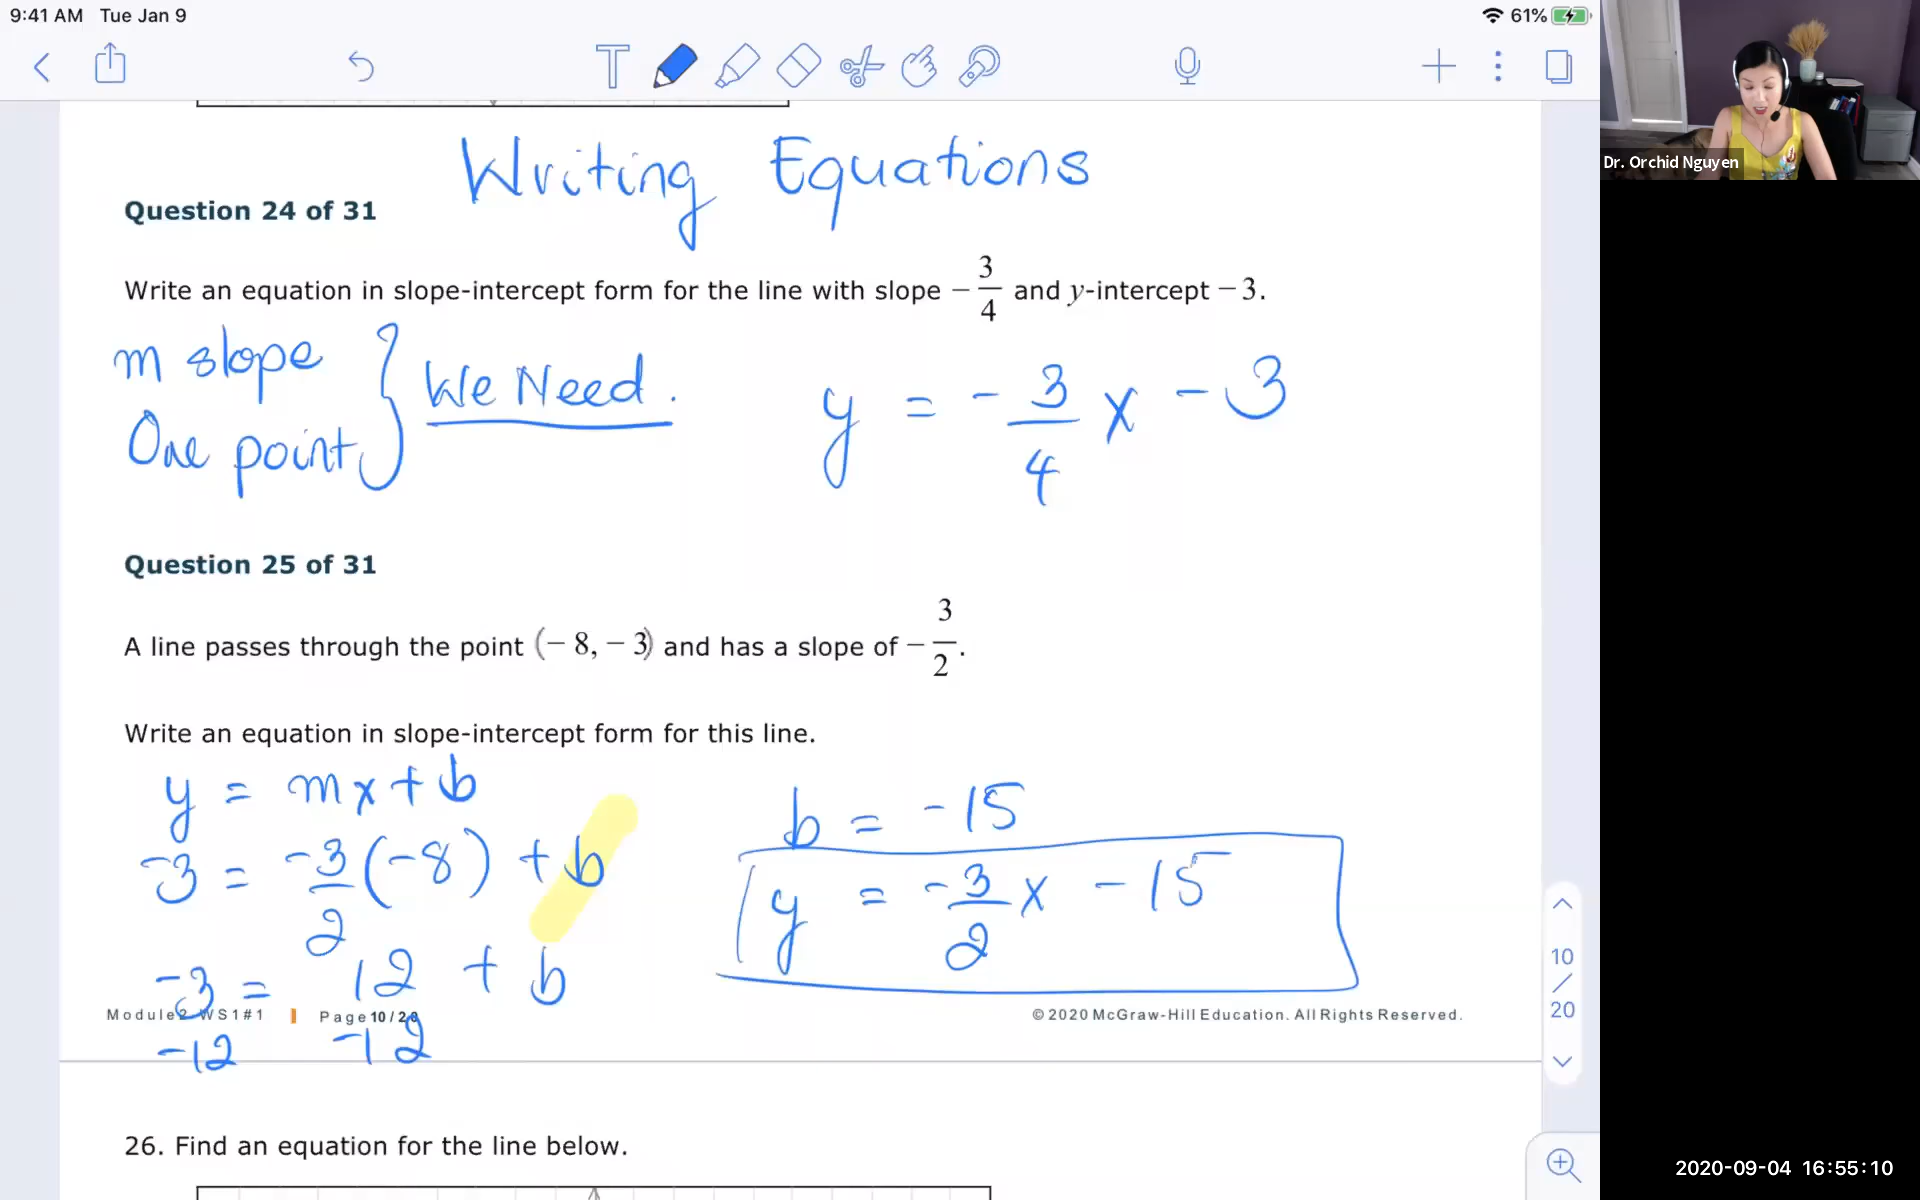 9:41 AM Tue Jan 9
61%
Dr. Orchid Nguyen
Writing Equations
Question 24 of 31
Write an equation in slope-intercept form for the line with slope −3/4 and y-intercept −3.
m slope
One point
We Need.
y = -3/4 x - 3
Question 25 of 31
A line passes through the point (−8, −3) and has a slope of −3/2.
Write an equation in slope-intercept form for this line.
y = mx + b
-3 = -3/2 (-8) + b
-3 = 12 + b
-12 -12
b = -15
y = -3/2 x - 15
Module2 WS1#1 | Page 10 / 20
© 2020 McGraw-Hill Education. All Rights Reserved.
10 / 20
26. Find an equation for the line below.
2020-09-04 16:55:10